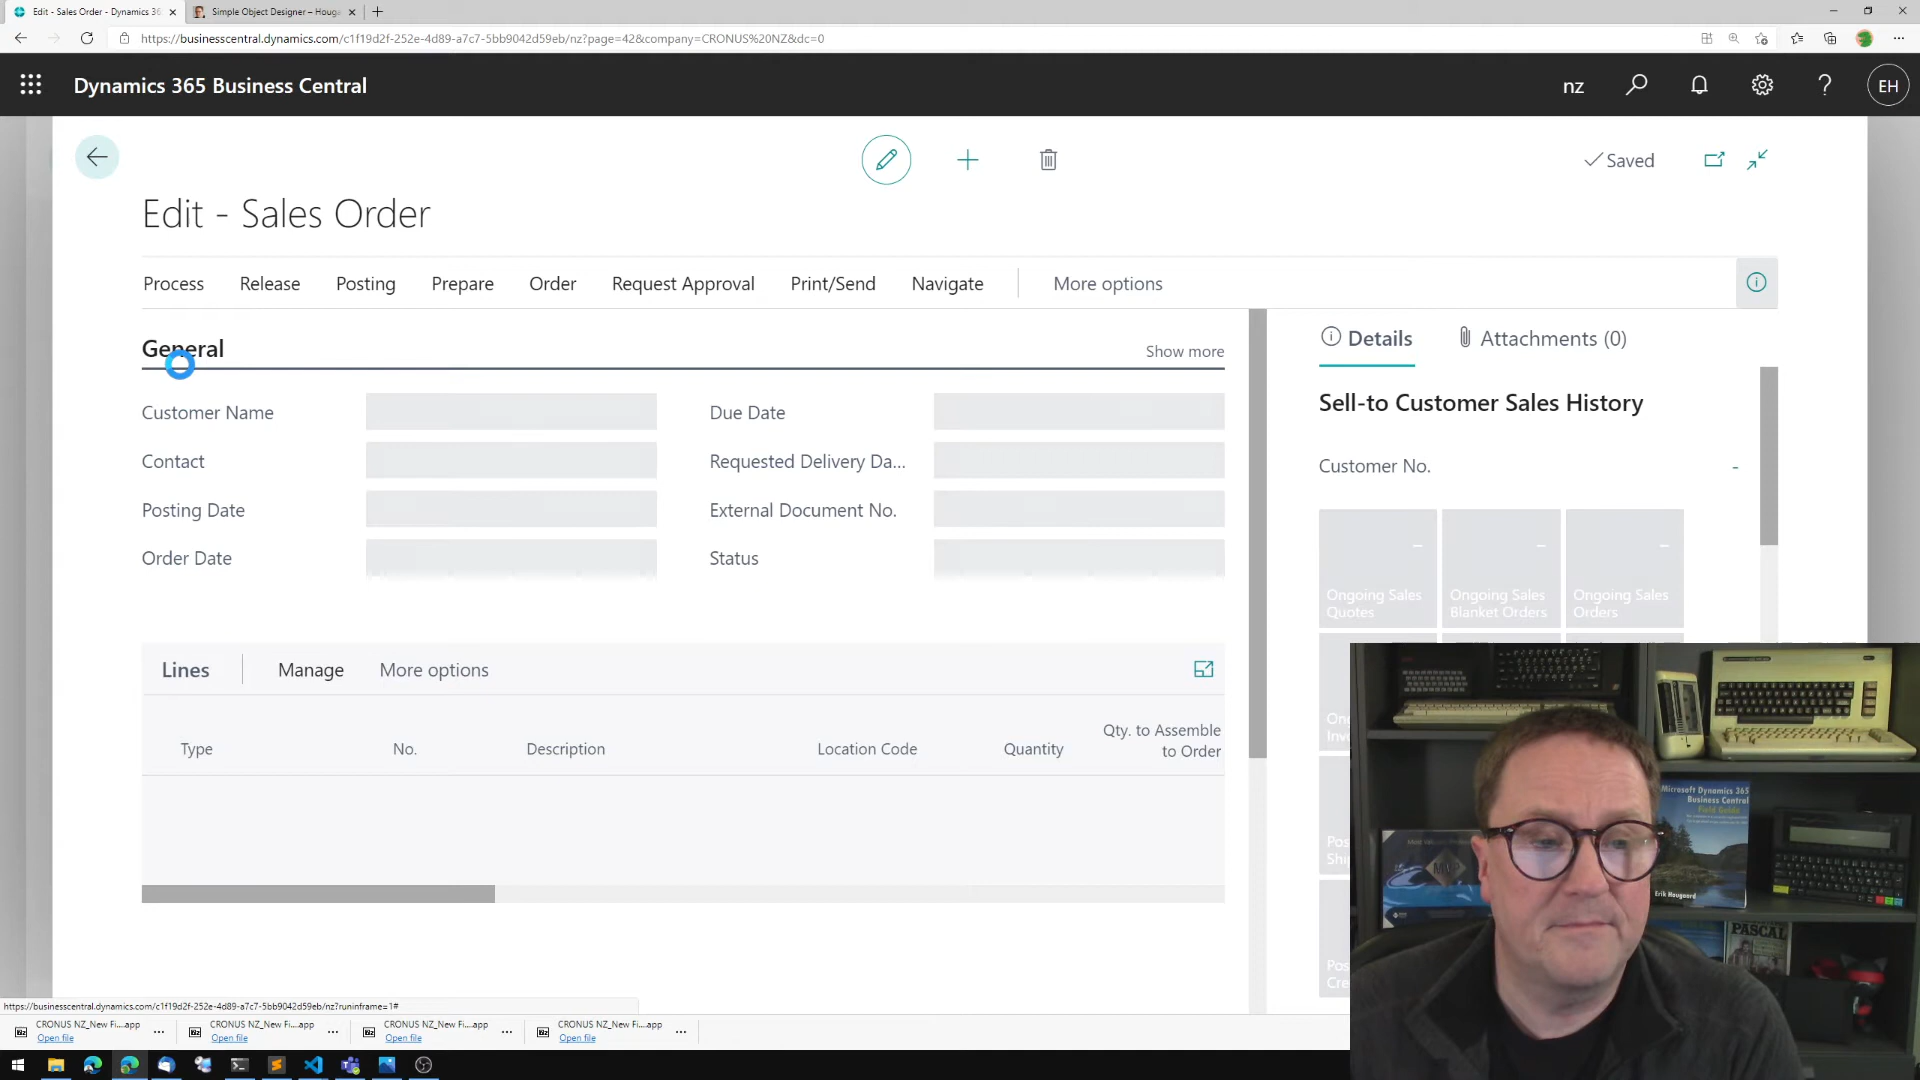 Edit - Sales Order - Dynamics 36
Simple Object Designer – Houga
https://businesscentral.dynamics.com/c1f19d2f-252e-4d89-a7c7-5bb9042d59eb/nz?page=42&company=CRONUS%20NZ&dc=0
Dynamics 365 Business Central
nz
EH
Saved
Edit - Sales Order
Process
Release
Posting
Prepare
Order
Request Approval
Print/Send
Navigate
More options
General
Show more
Details
Attachments (0)
Customer Name
Due Date
Sell-to Customer Sales History
Contact
Requested Delivery Da...
Customer No.
-
Posting Date
External Document No.
Order Date
Status
Ongoing Sales Quotes
Ongoing Sales Blanket Orders
Ongoing Sales Orders
Lines
Manage
More options
Type
No.
Description
Location Code
Quantity
Qty. to Assemble
to Order
Microsoft Dynamics 365
Business Central
Field Guide
Erik Hougaard
PASCAL
https://businesscentral.dynamics.com/c1f19d2f-252e-4d89-a7c7-5bb9042d59eb/nz?runinframe=1#
CRONUS NZ_New Fi....app
Open file
CRONUS NZ_New Fi....app
Open file
CRONUS NZ_New Fi....app
Open file
CRONUS NZ_New Fi....app
Open file